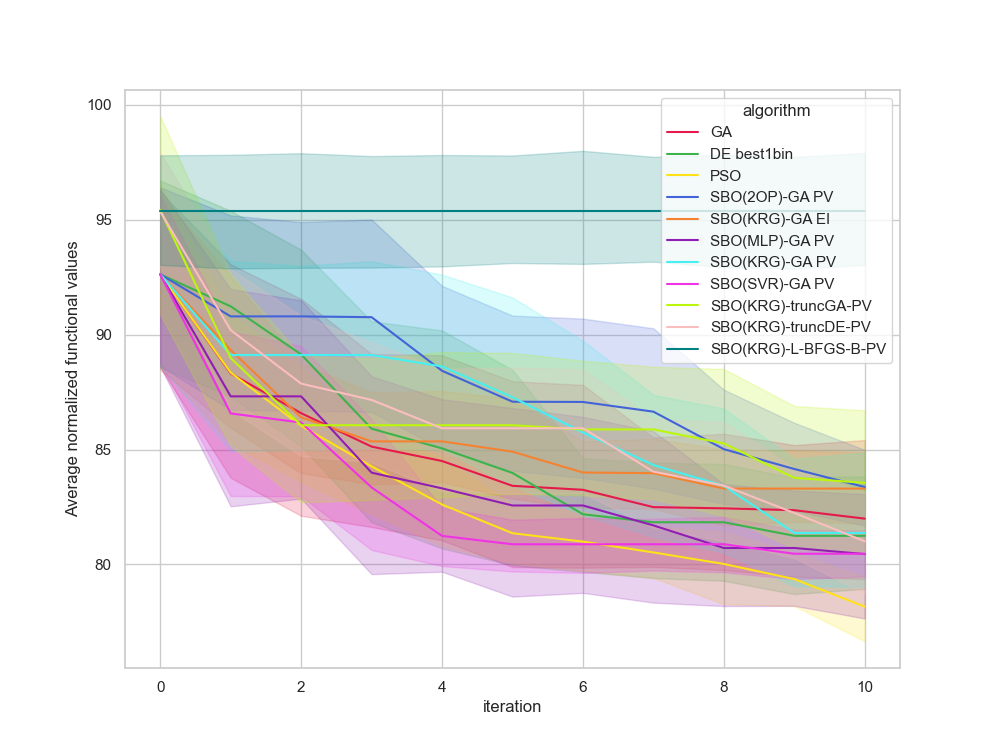 100
95
90
85
80
Average normalized functional values
0
2
4
6
8
10
iteration
algorithm
GA
DE best1bin
PSO
SBO(2OP)-GA PV
SBO(KRG)-GA EI
SBO(MLP)-GA PV
SBO(KRG)-GA PV
SBO(SVR)-GA PV
SBO(KRG)-truncGA-PV
SBO(KRG)-truncDE-PV
SBO(KRG)-L-BFGS-B-PV